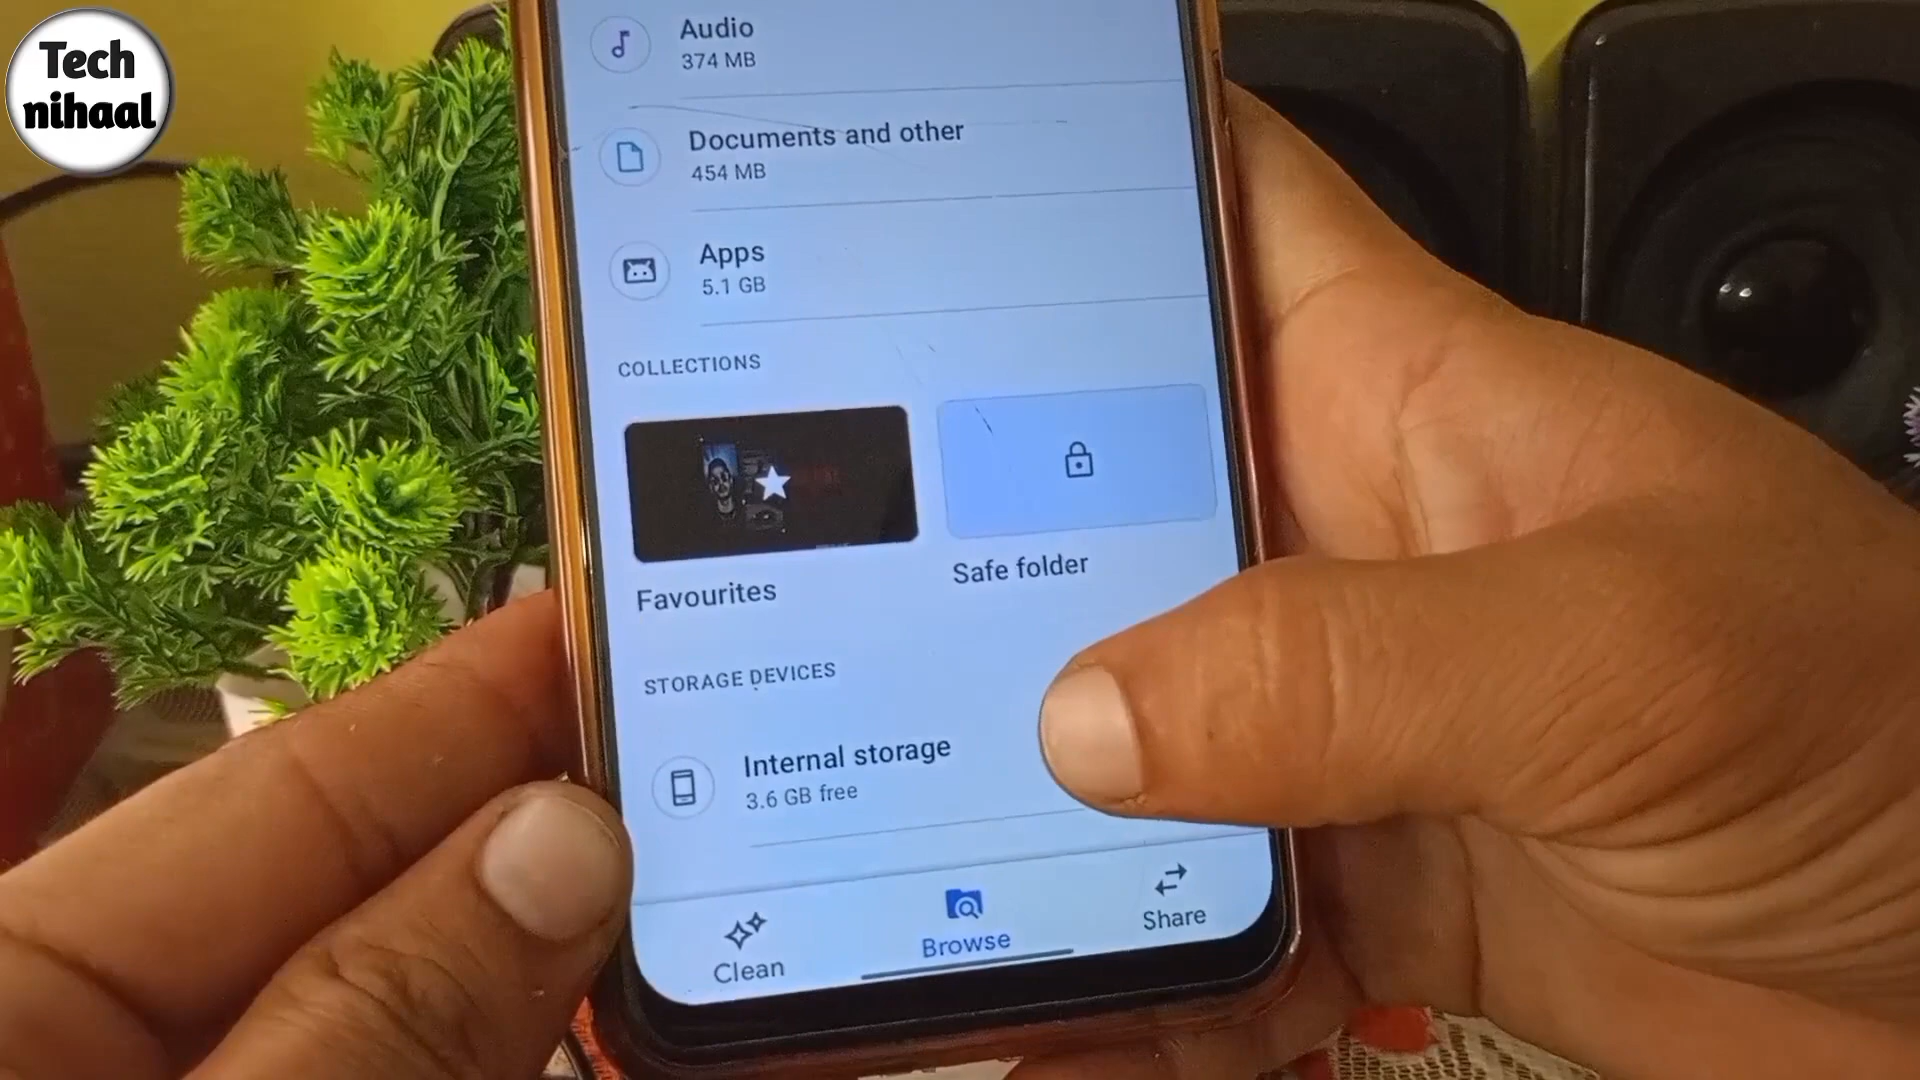 Tech
nihaal
Audio
374 MB
Documents and other
454 MB
Apps
5.1 GB
COLLECTIONS
Favourites
Safe folder
STORAGE DEVICES
Internal storage
3.6 GB free
Clean
Browse
Share